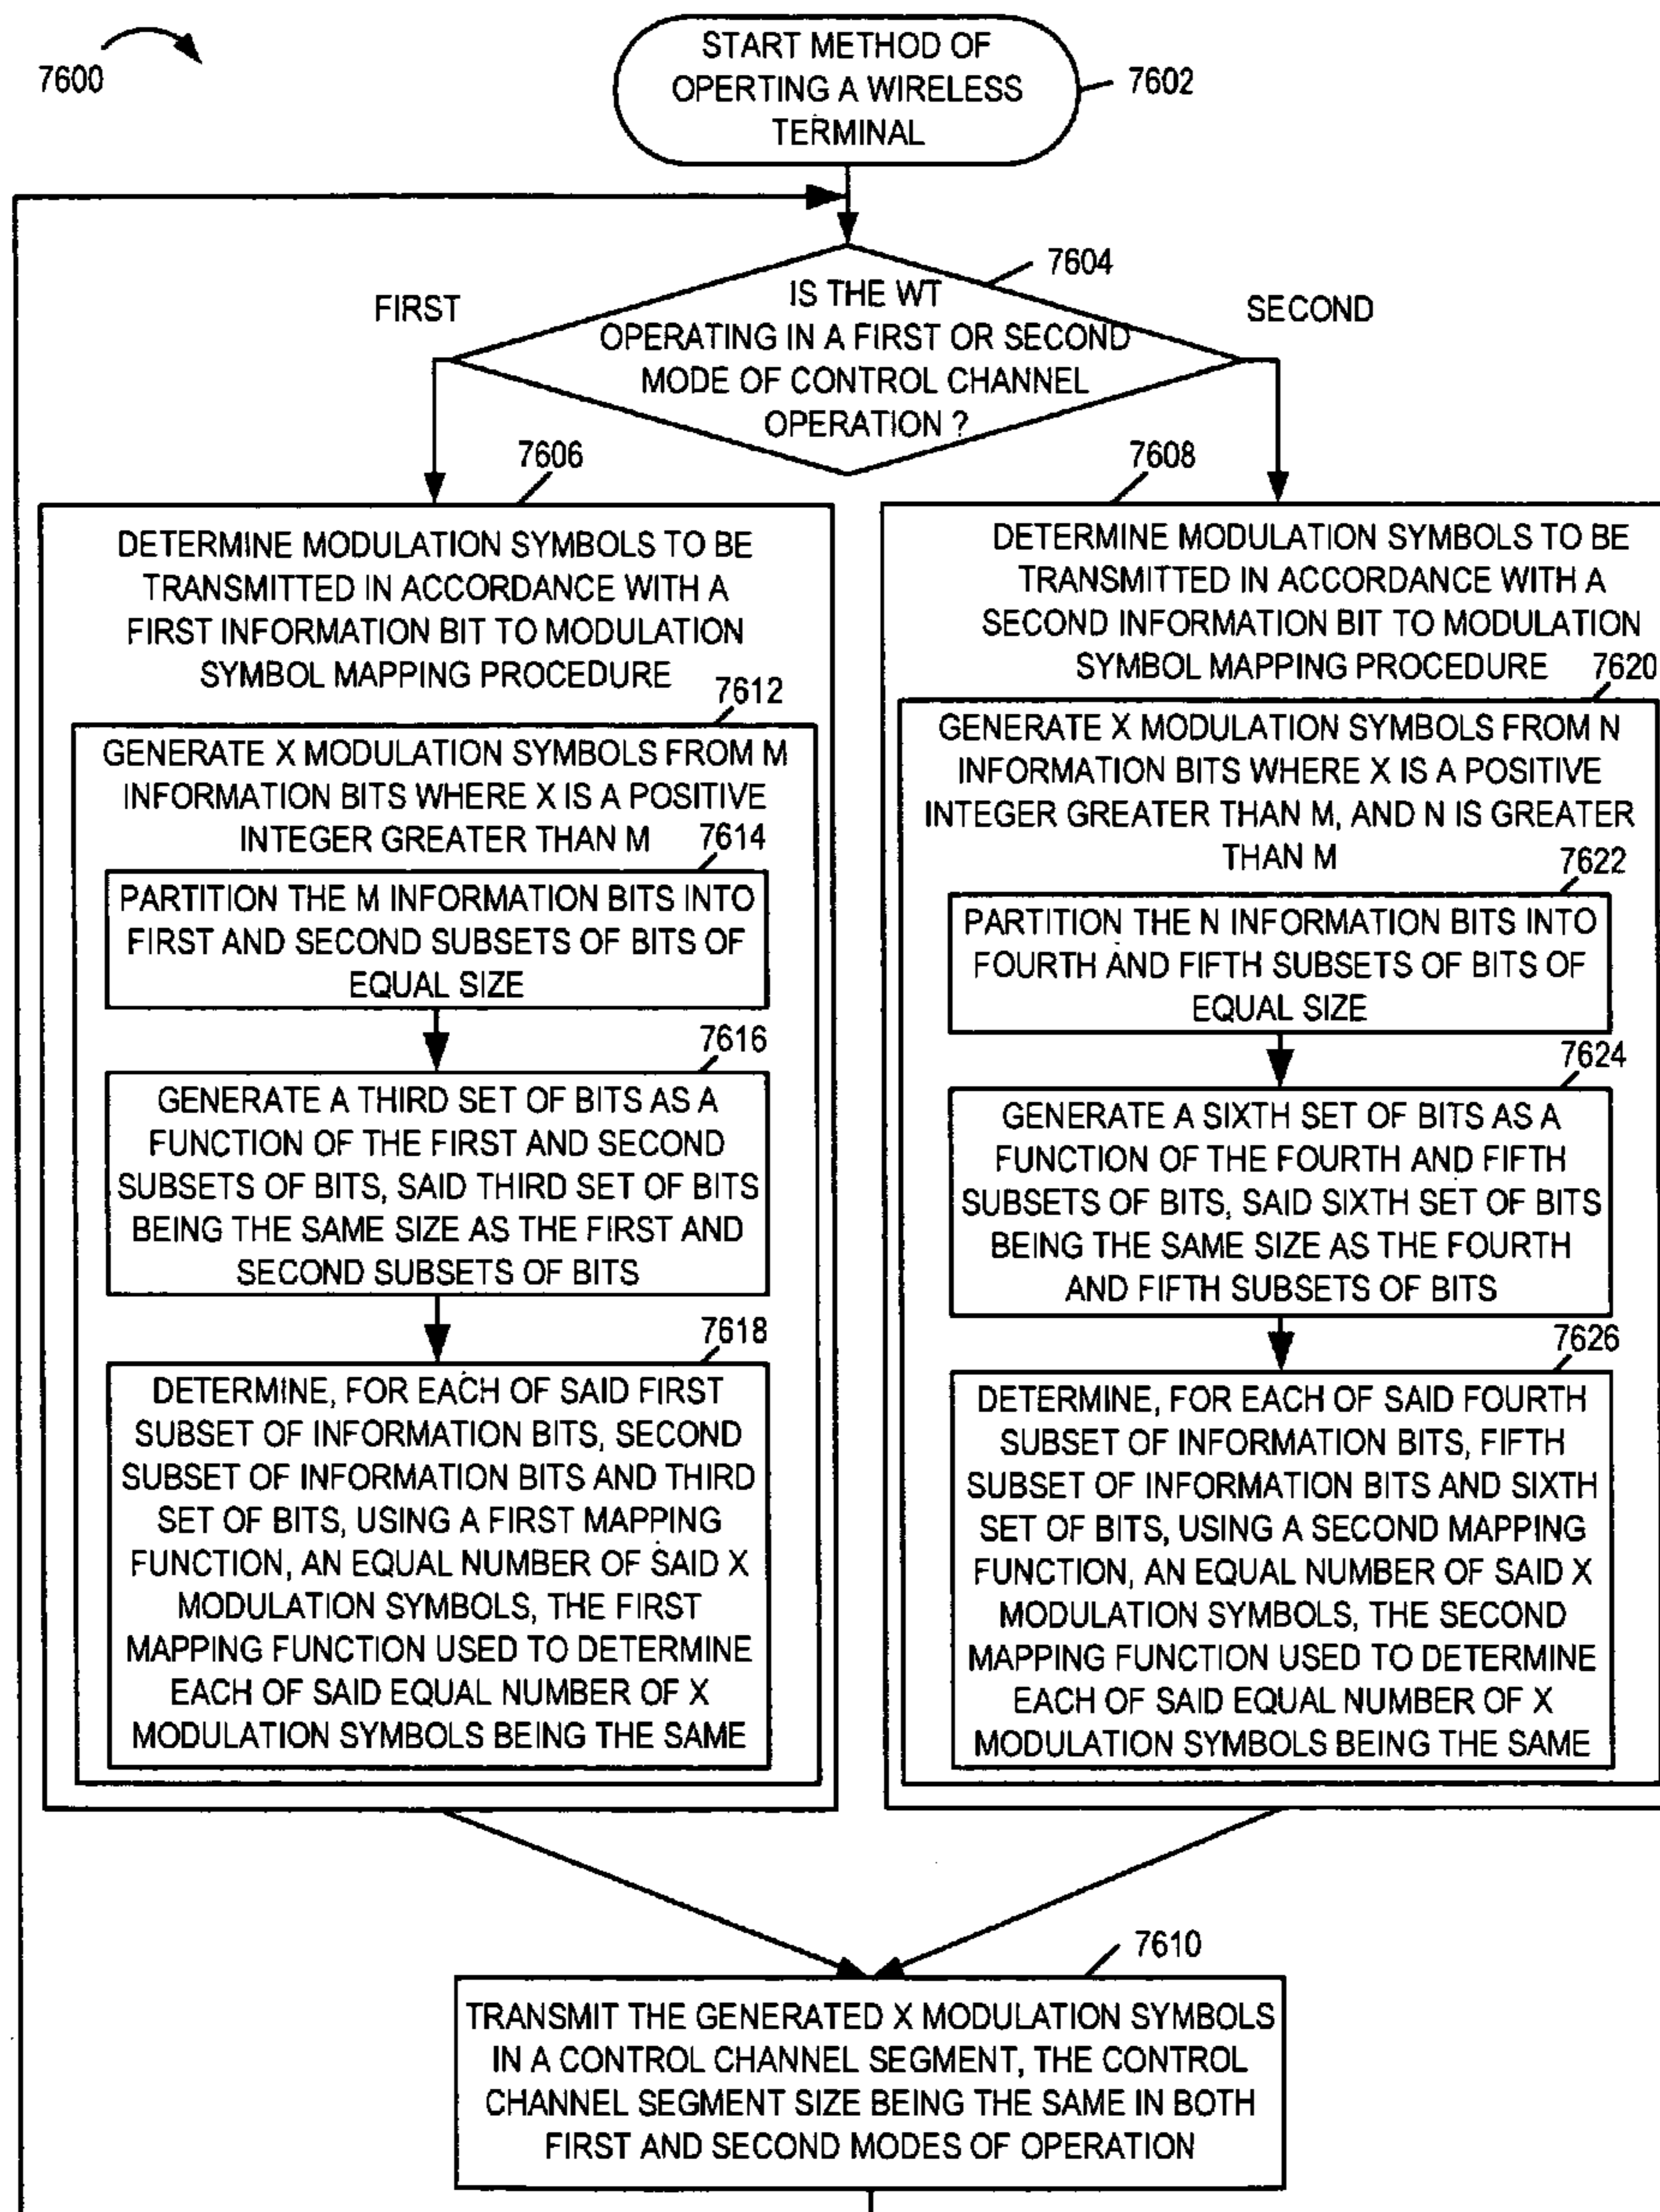 7600
START METHOD OF
OPERTING A WIRELESS
TERMINAL
7602
7604
FIRST
IS THE WT
OPERATING IN A FIRST OR SECOND
MODE OF CONTROL CHANNEL
OPERATION ?
SECOND
7606
DETERMINE MODULATION SYMBOLS TO BE
TRANSMITTED IN ACCORDANCE WITH A
FIRST INFORMATION BIT TO MODULATION
SYMBOL MAPPING PROCEDURE
7612
GENERATE X MODULATION SYMBOLS FROM M
INFORMATION BITS WHERE X IS A POSITIVE
INTEGER GREATER THAN M
7614
PARTITION THE M INFORMATION BITS INTO
FIRST AND SECOND SUBSETS OF BITS OF
EQUAL SIZE
7616
GENERATE A THIRD SET OF BITS AS A
FUNCTION OF THE FIRST AND SECOND
SUBSETS OF BITS, SAID THIRD SET OF BITS
BEING THE SAME SIZE AS THE FIRST AND
SECOND SUBSETS OF BITS
7618
DETERMINE, FOR EACH OF SAID FIRST
SUBSET OF INFORMATION BITS, SECOND
SUBSET OF INFORMATION BITS AND THIRD
SET OF BITS, USING A FIRST MAPPING
FUNCTION, AN EQUAL NUMBER OF SAID X
MODULATION SYMBOLS, THE FIRST
MAPPING FUNCTION USED TO DETERMINE
EACH OF SAID EQUAL NUMBER OF X
MODULATION SYMBOLS BEING THE SAME
7608
DETERMINE MODULATION SYMBOLS TO BE
TRANSMITTED IN ACCORDANCE WITH A
SECOND INFORMATION BIT TO MODULATION
SYMBOL MAPPING PROCEDURE
7620
GENERATE X MODULATION SYMBOLS FROM N
INFORMATION BITS WHERE X IS A POSITIVE
INTEGER GREATER THAN M, AND N IS GREATER
THAN M
7622
PARTITION THE N INFORMATION BITS INTO
FOURTH AND FIFTH SUBSETS OF BITS OF
EQUAL SIZE
7624
GENERATE A SIXTH SET OF BITS AS A
FUNCTION OF THE FOURTH AND FIFTH
SUBSETS OF BITS, SAID SIXTH SET OF BITS
BEING THE SAME SIZE AS THE FOURTH
AND FIFTH SUBSETS OF BITS
7626
DETERMINE, FOR EACH OF SAID FOURTH
SUBSET OF INFORMATION BITS, FIFTH
SUBSET OF INFORMATION BITS AND SIXTH
SET OF BITS, USING A SECOND MAPPING
FUNCTION, AN EQUAL NUMBER OF SAID X
MODULATION SYMBOLS, THE SECOND
MAPPING FUNCTION USED TO DETERMINE
EACH OF SAID EQUAL NUMBER OF X
MODULATION SYMBOLS BEING THE SAME
7610
TRANSMIT THE GENERATED X MODULATION SYMBOLS
IN A CONTROL CHANNEL SEGMENT, THE CONTROL
CHANNEL SEGMENT SIZE BEING THE SAME IN BOTH
FIRST AND SECOND MODES OF OPERATION